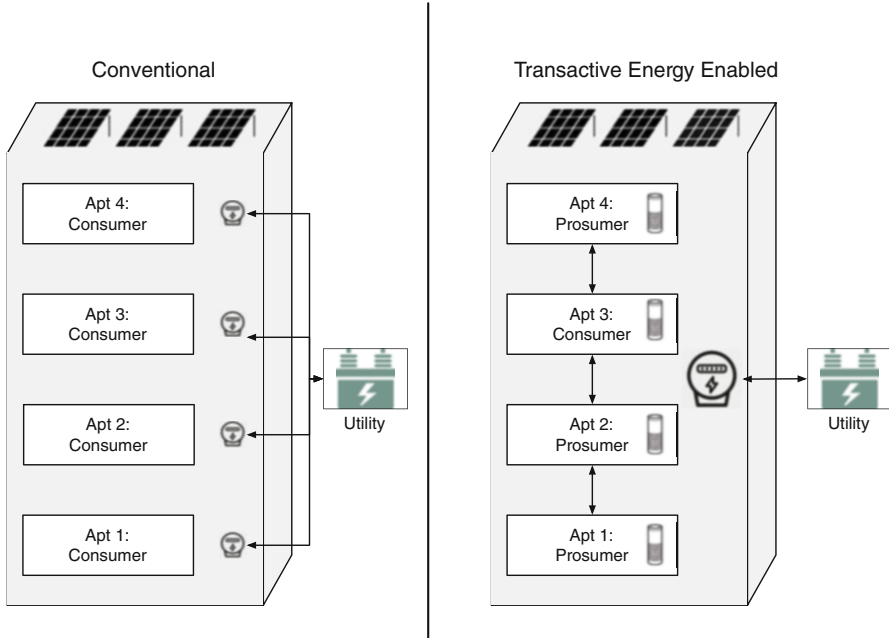 Conventional
Apt 4:
Consumer
Apt 3:
Consumer
Apt 2:
Consumer
Apt 1:
Consumer
Utility
Transactive Energy Enabled
Apt 4:
Prosumer
Apt 3:
Consumer
Apt 2:
Prosumer
Apt 1:
Prosumer
Utility